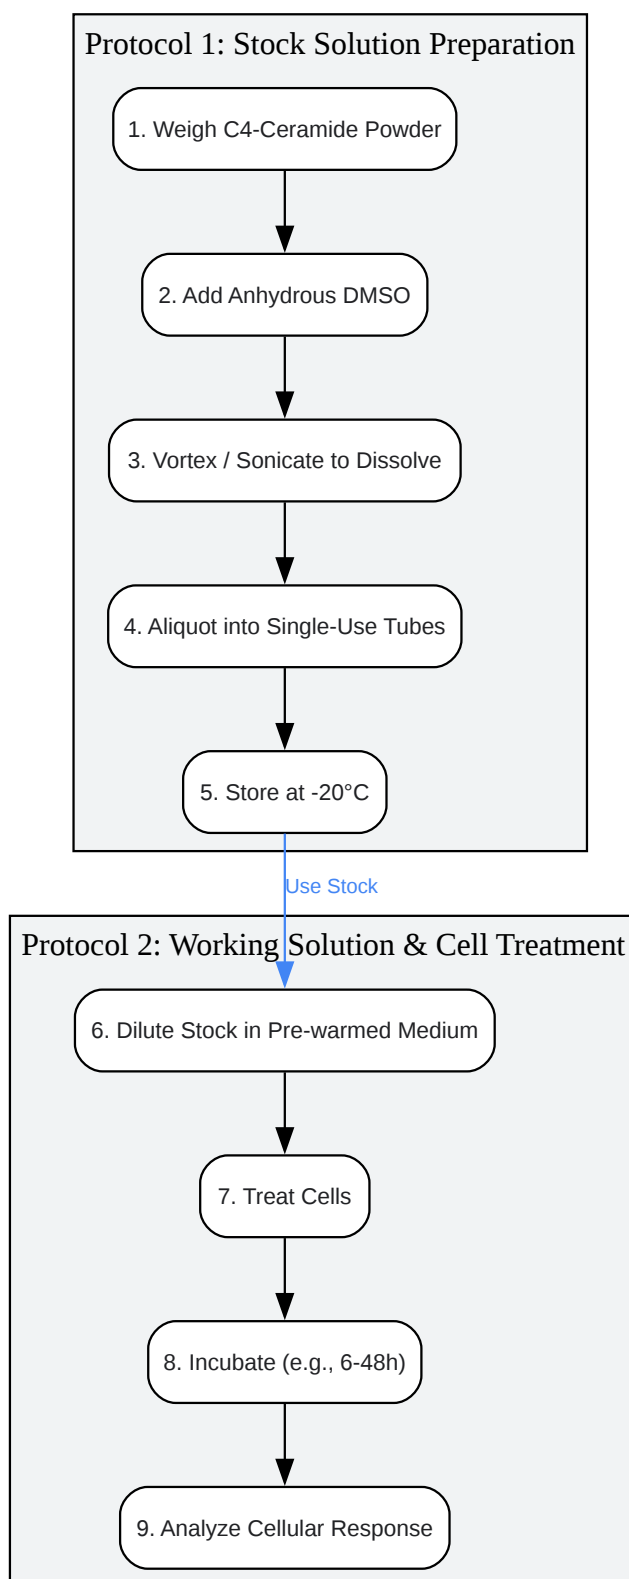 Protocol 1: Stock Solution Preparation
1. Weigh C4-Ceramide Powder
2. Add Anhydrous DMSO
3. Vortex / Sonicate to Dissolve
4. Aliquot into Single-Use Tubes
5. Store at -20°C
Use Stock
Protocol 2: Working Solution & Cell Treatment
6. Dilute Stock in Pre-warmed Medium
7. Treat Cells
8. Incubate (e.g., 6-48h)
9. Analyze Cellular Response